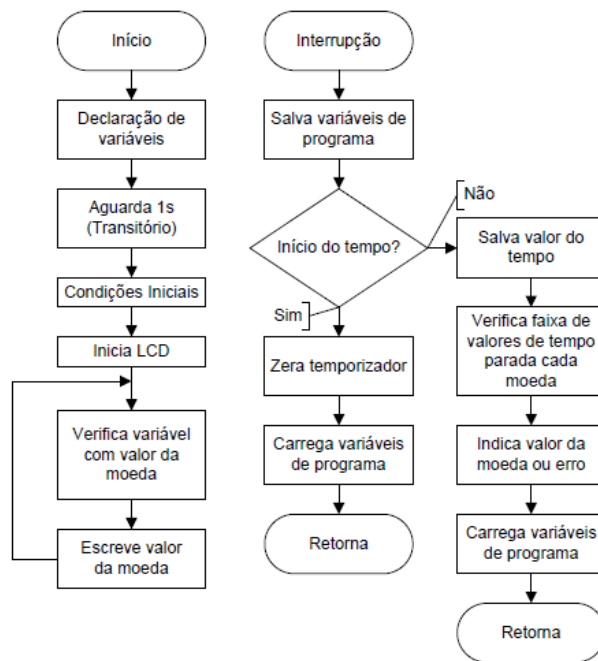 Início
Declaração de
variáveis
Aguarda 1s
(Transitório)
Condições Iniciais
Inicia LCD
Verifica variável
com valor da
moeda
Escreve valor
da moeda
Interrupção
Salva variáveis de
programa
Início do tempo?
Não
Sim
Zera temporizador
Carrega variáveis
de programa
Retorna
Salva valor do
tempo
Verifica faixa de
valores de tempo
parada cada
moeda
Indica valor da
moeda ou erro
Carrega variáveis
de programa
Retorna